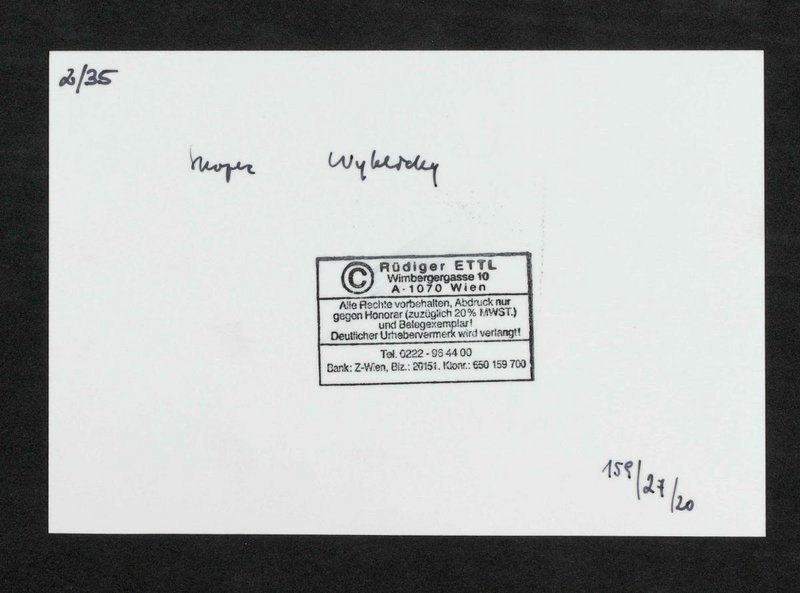 2/35
Wyklicky
© Rüdiger ETTL
Wimbergergasse 10
A-1070 Wien
Alle Rechte vorbehalten, Abdruck nur
gegen Honorar (zuzüglich 20% MWST.)
und Belegexemplar!
Deutlicher Urhebervermerk wird verlangt!
Tel. 0222 - 96 44 00
Bank: Z-Wien, Blz.: 20151. Ktonr.: 650 159 700
159/27/20